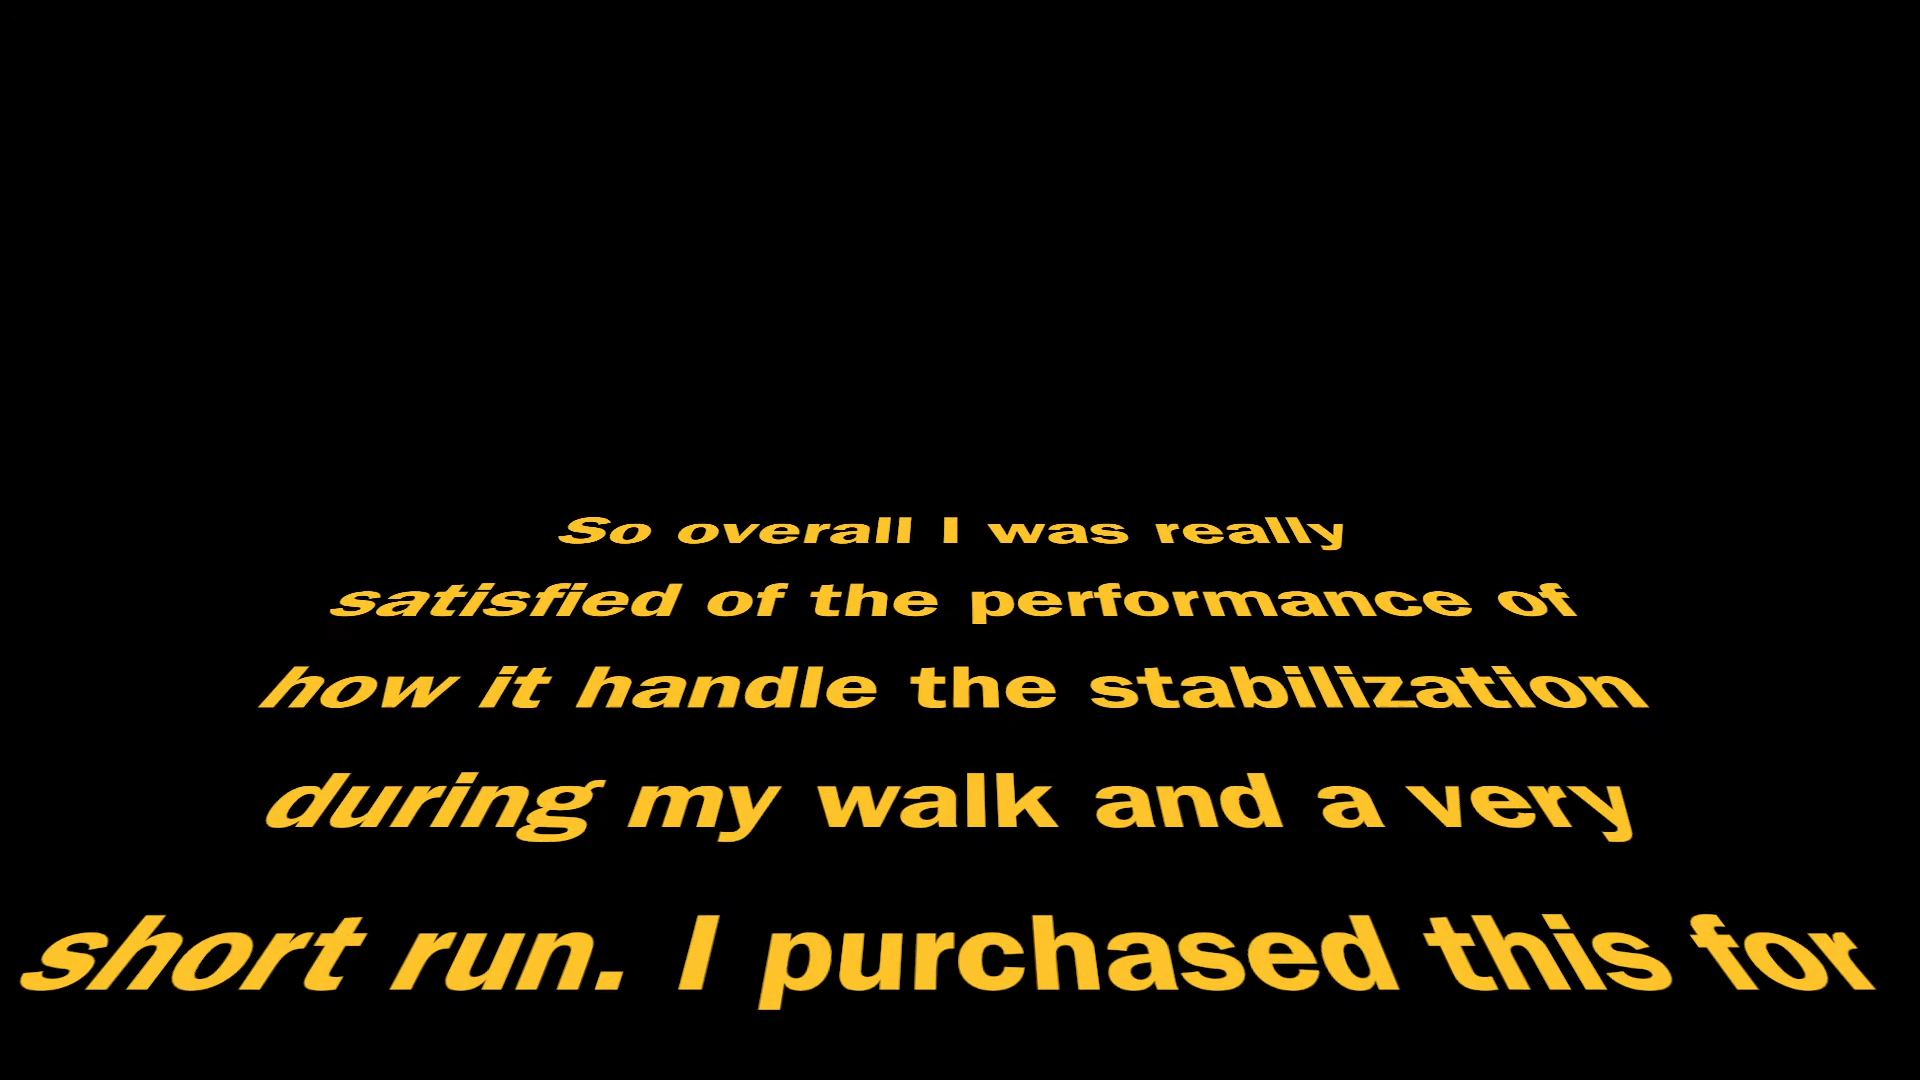 So overall I was really
satisfied of the performance of
how it handle the stabilization
during my walk and a very
short run. I purchased this for